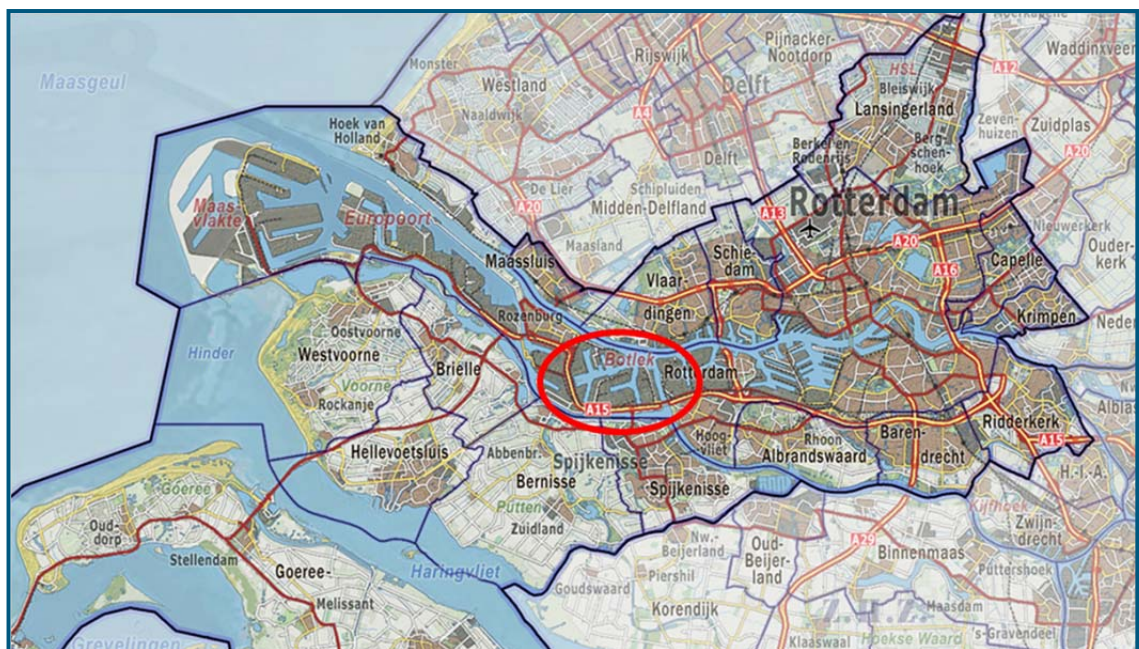 Maasgeul
Monster
Westland
Naaldwijk
Rijswijk
Pijnacker-
Nootdorp
Delft
A4
HSL
Bleiswijk
Lansingerland
A12
Waddinxveen
Zeven-
huizen
Zuidplas
A20
Hoek van
Holland
Berkel en
Rodenrijs
Berg-
schen-
hoek
Delft
De Lier
Schipluiden
Midden-Delfland
A20
Maasland
Rotterdam
A13
A20
A16
Nieuwerkerk
Ouder-
kerk
Maas-
vlakte
Europoort
Maassluis
Vlaar-
dingen
Schie-
dam
Capelle
Krimpen
Rozenburg
Botlek
Rotterdam
A15
Hinder
Oostvoorne
Westvoorne
Voorne
Rockanje
Brielle
Hellevoetsluis
Abbenbr.
Bernisse
Putten
Zuidland
Spijkenisse
Spijkenisse
Hoog-
vliet
Rhoon
Albrandswaard
Baren-
drecht
Ridderkerk
A15
H.-I.A.
Goeree
Oud-
dorp
Stellendam
Goeree-
Melissant
Haringvliet
Grevelingen
Nw.-
Beijerland
Oud-
Beijer-
land
Piershil
Goudswaard
Korendijk
Klaaswaal
A29
Binnenmaas
Kijfhoek
Zwijn-
drecht
Puttershoek
Maasdam
Z.-H.Z.
Hoekse Waard
's-Gravendeel